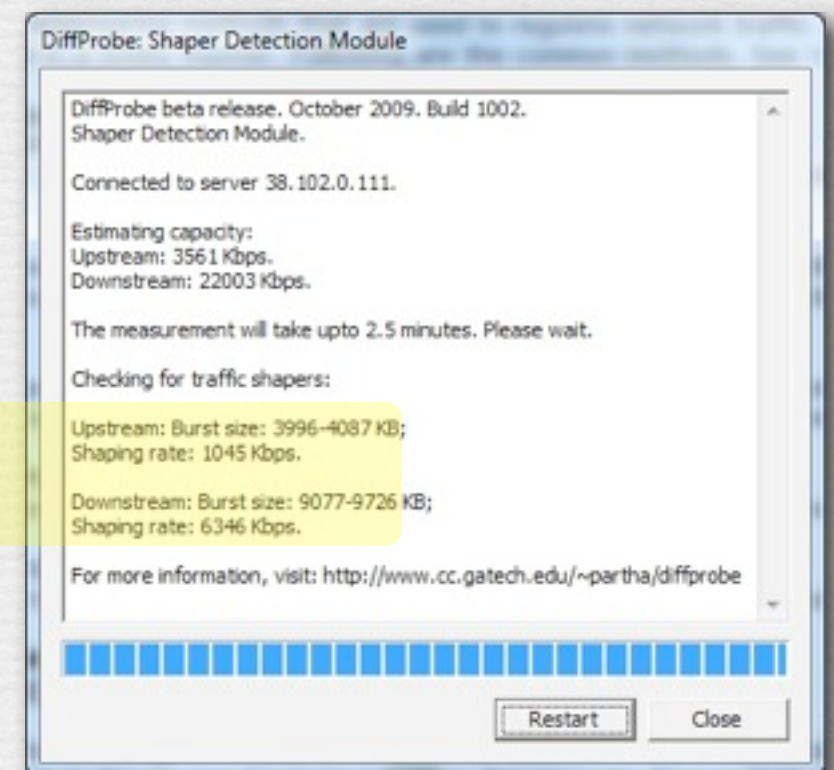 DiffProbe: Shaper Detection Module
DiffProbe beta release. October 2009. Build 1002.
Shaper Detection Module.
Connected to server 38.102.0.111.
Estimating capacity:
Upstream: 3561 Kbps.
Downstream: 22003 Kbps.
The measurement will take upto 2.5 minutes. Please wait.
Checking for traffic shapers:
Upstream: Burst size: 3996-4087 KB;
Shaping rate: 1045 Kbps.
Downstream: Burst size: 9077-9726 KB;
Shaping rate: 6346 Kbps.
For more information, visit: http://www.cc.gatech.edu/~partha/diffprobe
Restart
Close